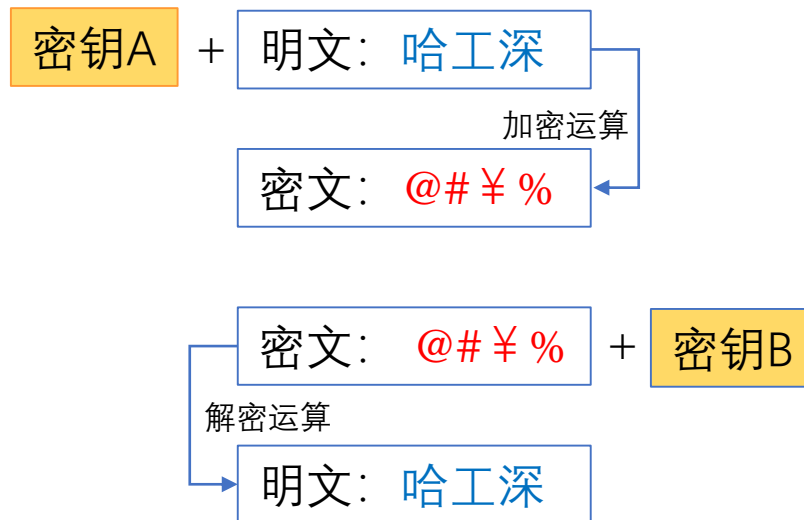 密钥A + 明文：哈工深
加密运算
密文：@#￥%
密文：@#￥% + 密钥B
解密运算
明文：哈工深